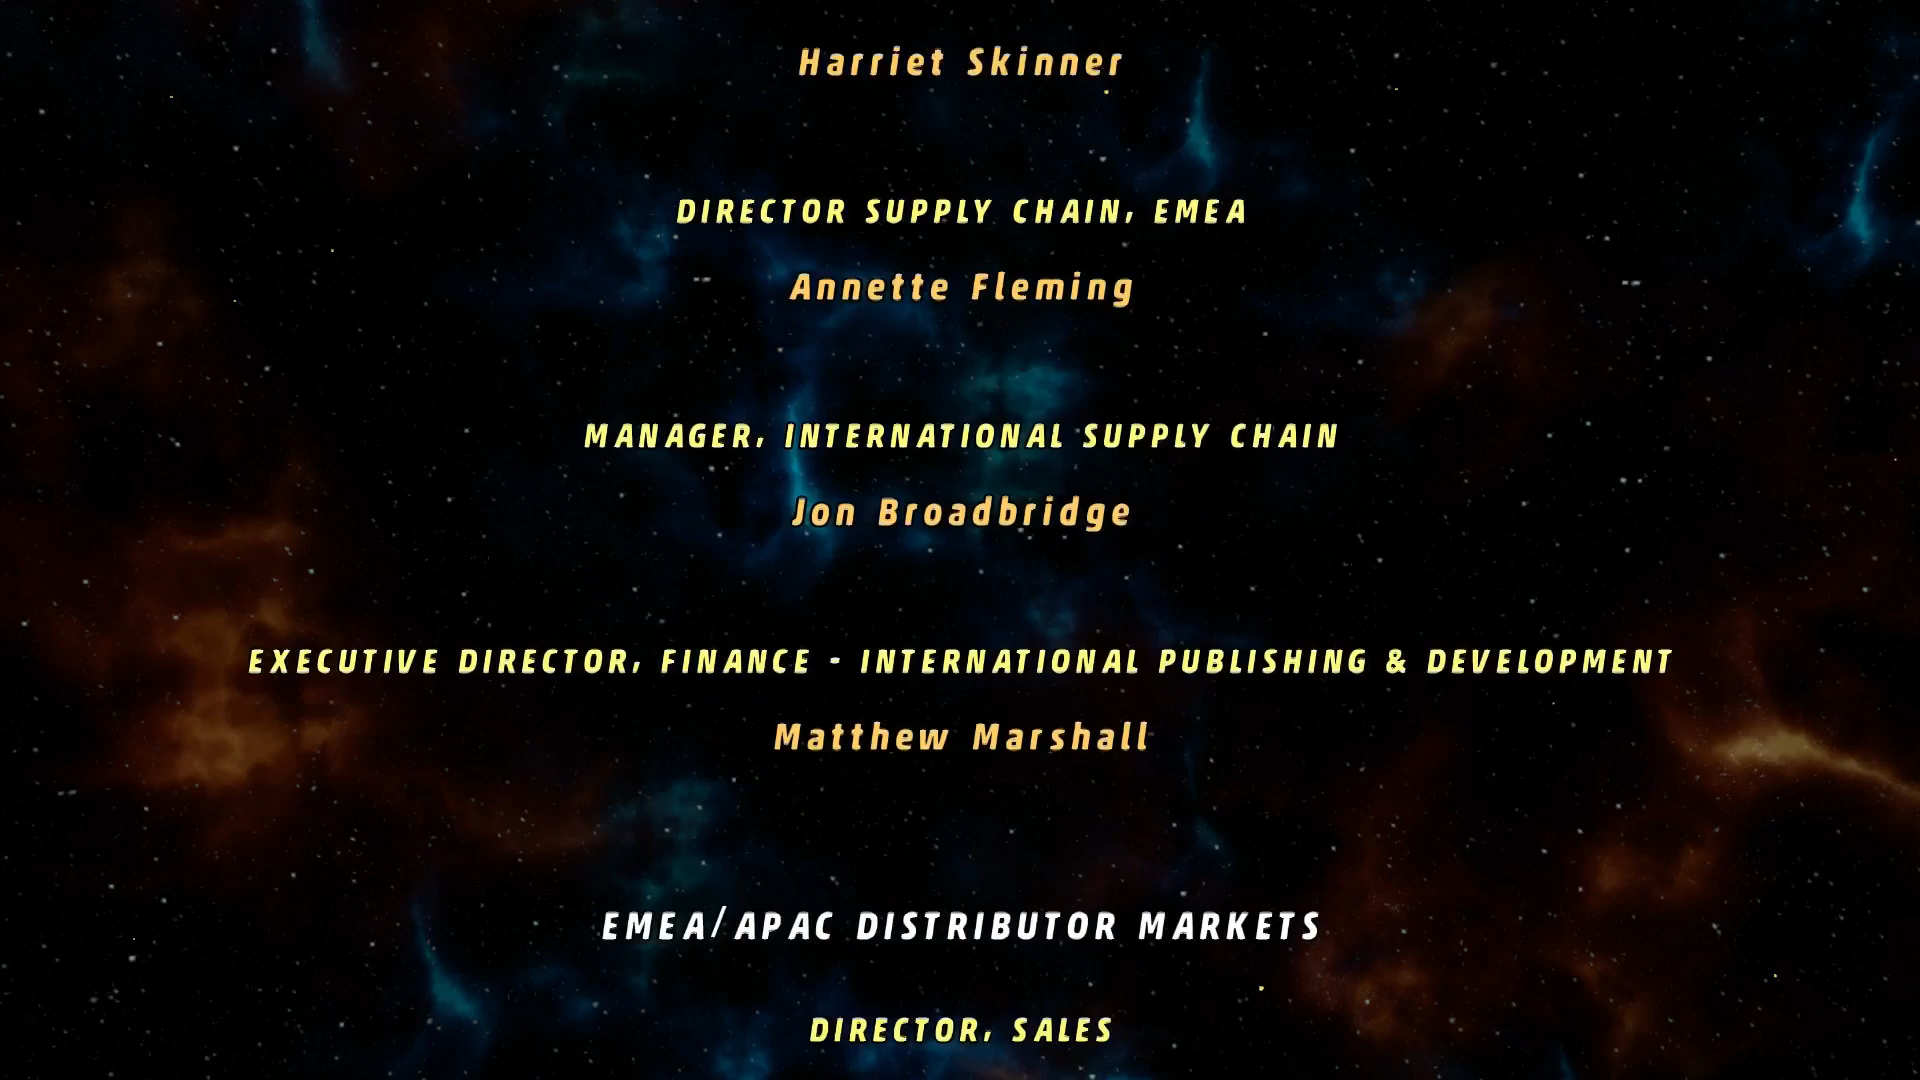 Harriet Skinner
DIRECTOR SUPPLY CHAIN, EMEA
Annette Fleming
MANAGER, INTERNATIONAL SUPPLY CHAIN
Jon Broadbridge
EXECUTIVE DIRECTOR, FINANCE - INTERNATIONAL PUBLISHING & DEVELOPMENT
Matthew Marshall
EMEA/APAC DISTRIBUTOR MARKETS
DIRECTOR, SALES